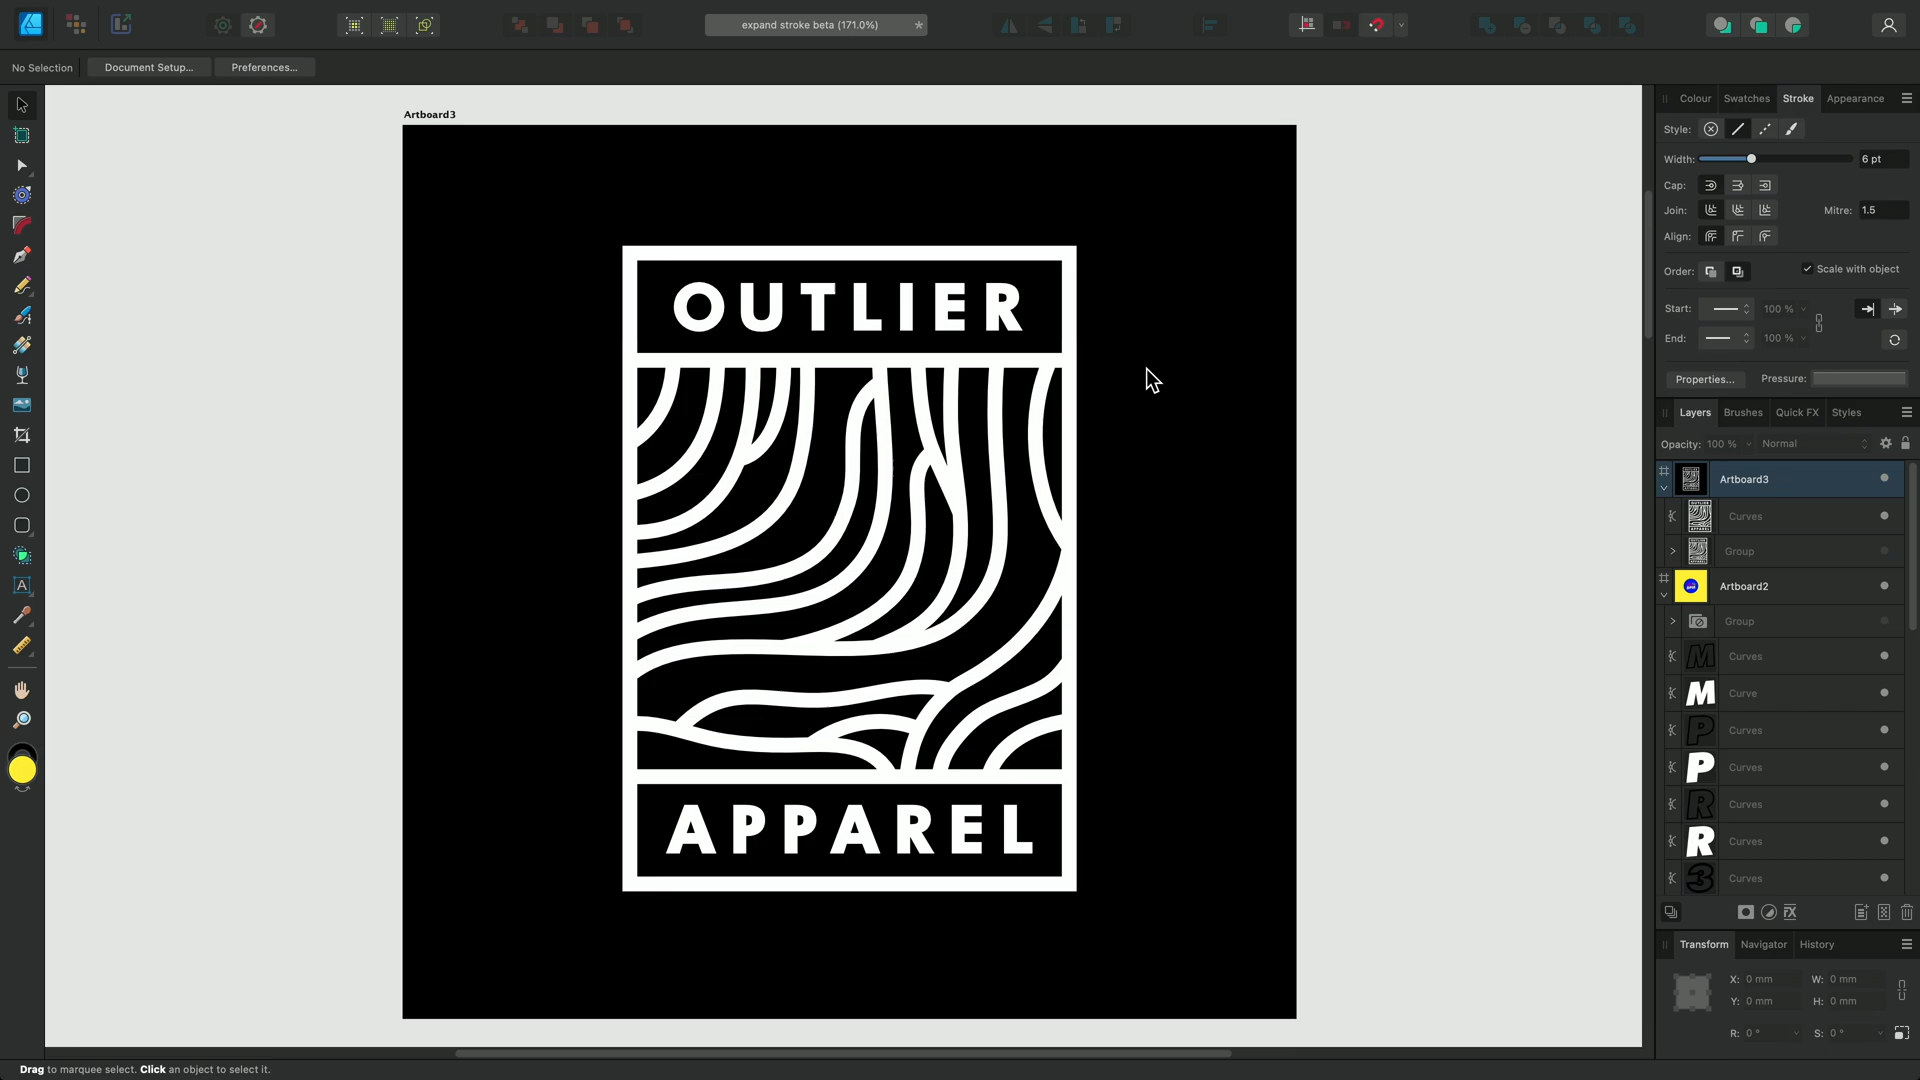 expand stroke beta (171.0%) *
No Selection Document Setup... Preferences...
Artboard3
OUTLIER
APPAREL
Colour Swatches Stroke Appearance
Style:
Width: 6 pt
Cap:
Join: Mitre: 1.5
Align:
Order: Scale with object
Start: 100 %
End: 100 %
Properties... Pressure:
Layers Brushes Quick FX Styles
Opacity: 100 % Normal
Artboard3
Curves
Group
Artboard2
Group
M Curves
M Curve
P Curves
P Curves
R Curves
R Curves
3 Curves
Transform Navigator History
X: 0 mm W: 0 mm
Y: 0 mm H: 0 mm
R: 0 ° S: 0 °
Drag to marquee select. Click an object to select it.